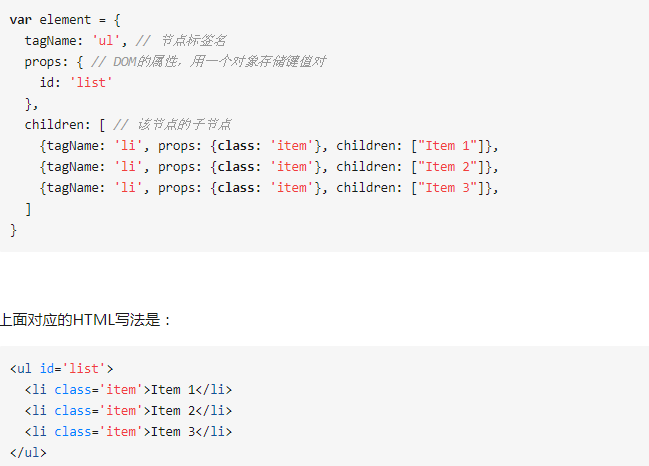 var element = {
  tagName: 'ul', // 节点标签名
  props: { // DOM的属性，用一个对象存储键值对
    id: 'list'
  },
  children: [ // 该节点的子节点
    {tagName: 'li', props: {class: 'item'}, children: ["Item 1"]},
    {tagName: 'li', props: {class: 'item'}, children: ["Item 2"]},
    {tagName: 'li', props: {class: 'item'}, children: ["Item 3"]},
  ]
}
上面对应的HTML写法是：
<ul id='list'>
  <li class='item'>Item 1</li>
  <li class='item'>Item 2</li>
  <li class='item'>Item 3</li>
</ul>